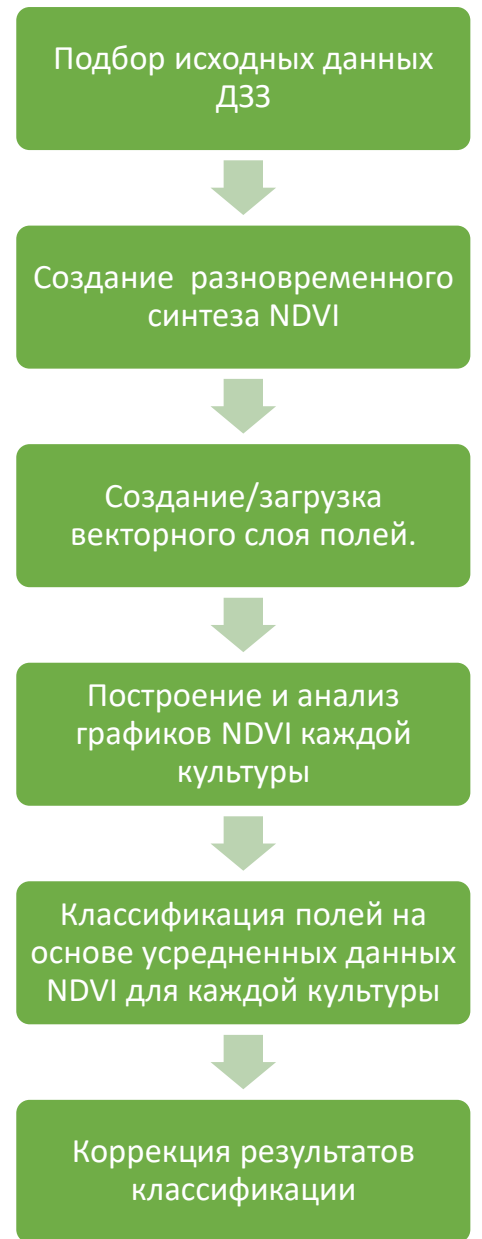 Подбор исходных данных
ДЗЗ
Создание  разновременного
синтеза NDVI
Создание/загрузка
векторного слоя полей.
Построение и анализ
графиков NDVI каждой
культуры
Классификация полей на
основе усредненных данных
NDVI для каждой культуры
Коррекция результатов
классификации